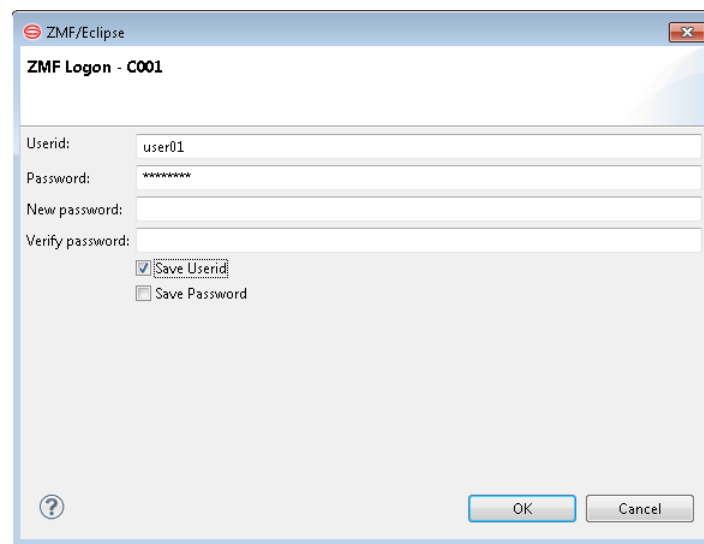 ZMF/Eclipse
ZMF Logon - C001
Userid: user01
Password: ********
New password:
Verify password:
Save Userid
Save Password
?
OK Cancel